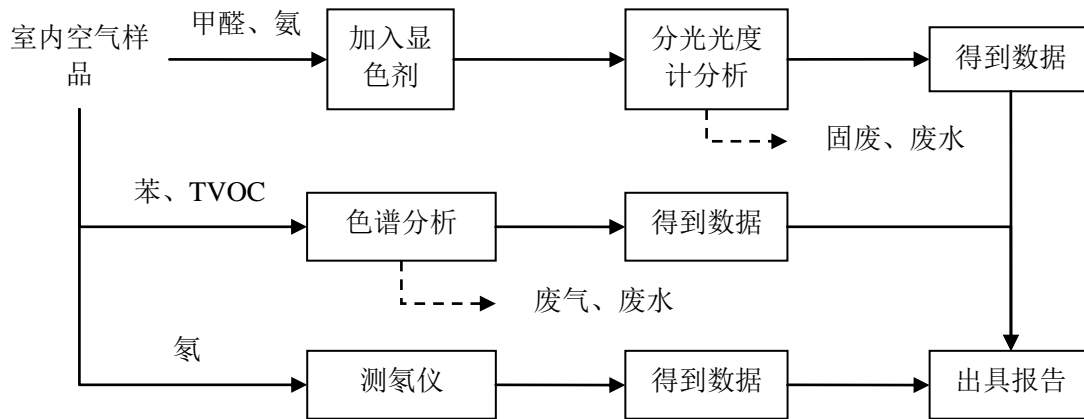 室内空气样
品
甲醛、氨
加入显
色剂
分光光度
计分析
得到数据
固废、废水
苯、TVOC
色谱分析
得到数据
废气、废水
氡
测氡仪
得到数据
出具报告